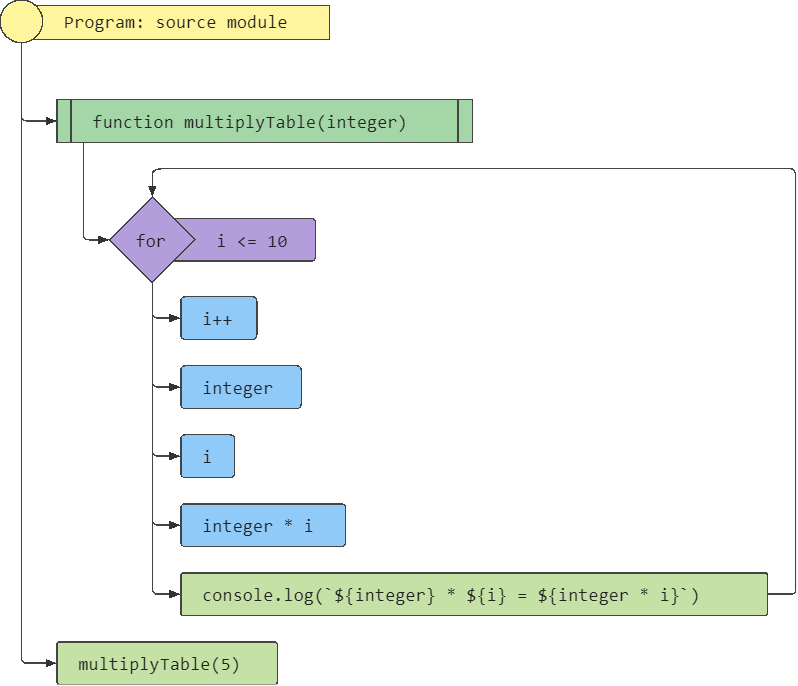 Program: source module
function multiplyTable(integer)
for
i <= 10
i++
integer
i
integer * i
console.log(`${integer} * ${i} = ${integer * i}`)
multiplyTable(5)